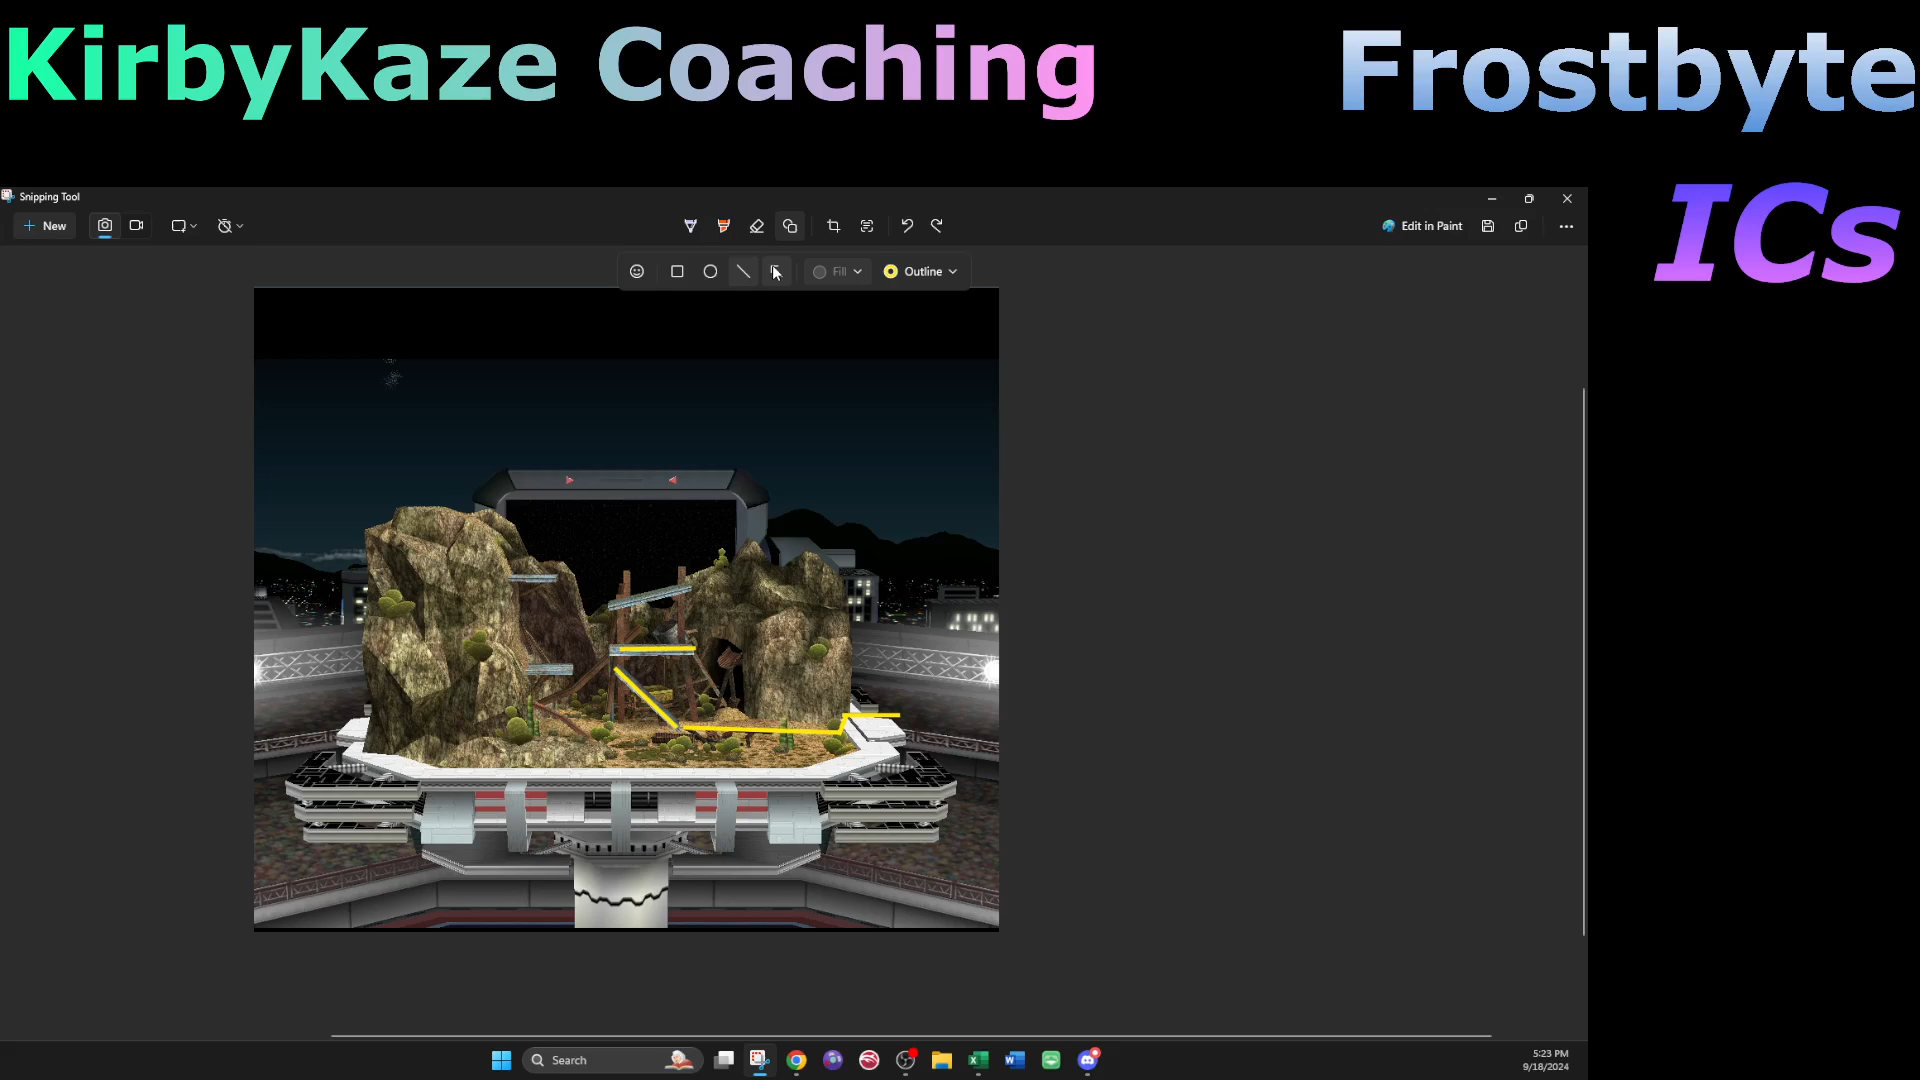 KirbyKaze Coaching
Frostbyte
ICs
Snipping Tool
New
Edit in Paint
Fill
Outline
Search
5:23 PM
9/18/2024